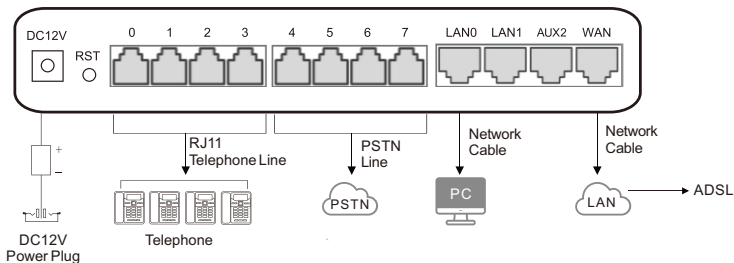 DC12V
RST
0 1 2 3 4 5 6 7 LAN0 LAN1 AUX2 WAN
RJ11
Telephone Line
PSTN
Line
Network
Cable
Network
Cable
+
−
PSTN
PC
LAN
ADSL
DC12V
Power Plug
Telephone